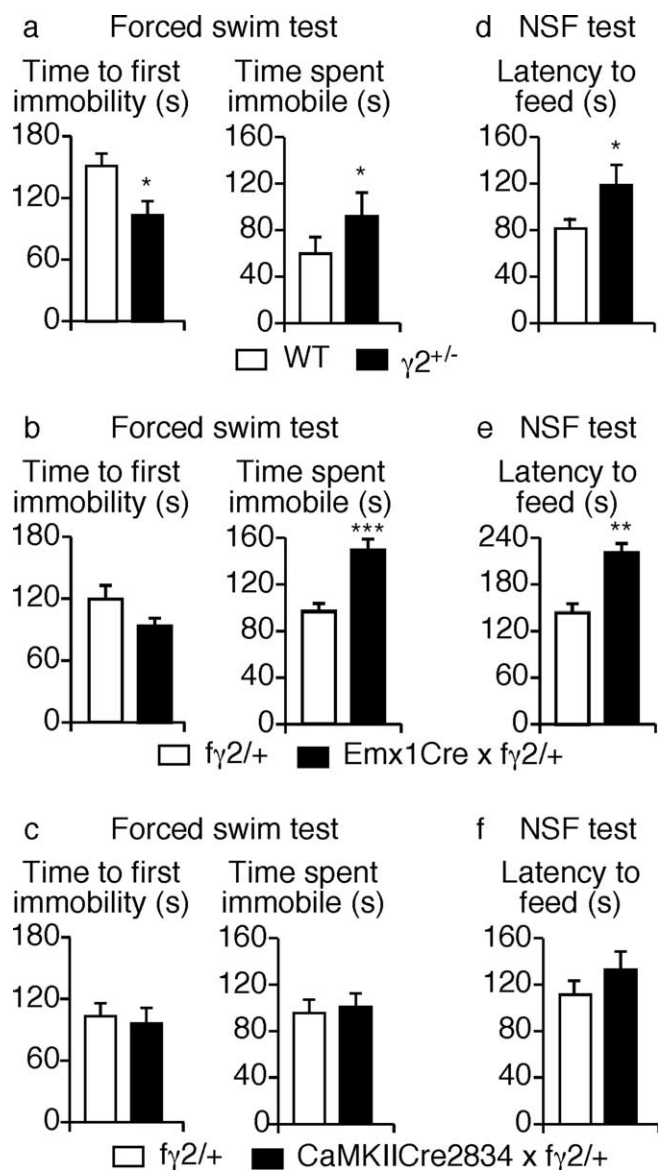 a Forced swim test d NSF test
Time to first Time spent Latency to
immobility (s) immobile (s) feed (s)
180 160 160
* * *
120 120 120
80 80
60 40 40
0 0 0
WT γ2+/-
b Forced swim test e NSF test
Time to first Time spent Latency to
immobility (s) immobile (s) feed (s)
180 160 *** 240 **
120 120 180
80 120
60 40 60
0 0 0
fγ2/+ Emx1Cre x fγ2/+
c Forced swim test f NSF test
Time to first Time spent Latency to
immobility (s) immobile (s) feed (s)
180 160 160
120 120 120
80 80
60 40 40
0 0 0
fγ2/+ CaMKIICre2834 x fγ2/+